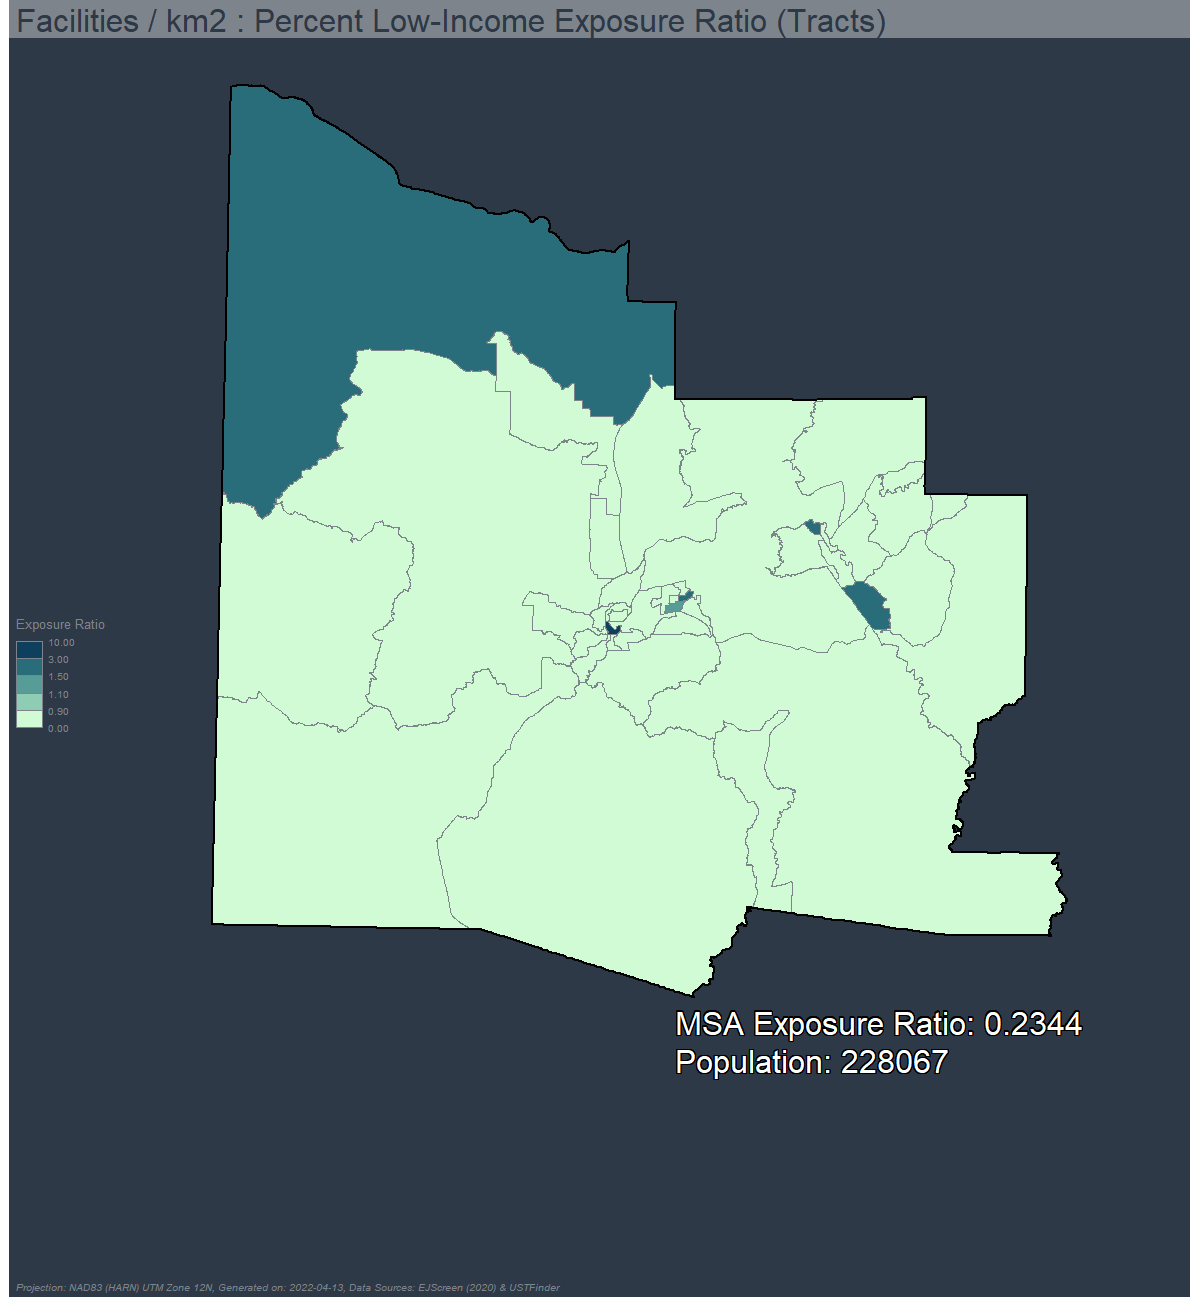 Facilities / km2 : Percent Low-Income Exposure Ratio (Tracts)
Exposure Ratio
10.00
3.00
1.50
1.10
0.90
0.00
MSA Exposure Ratio: 0.2344
Population: 228067
Projection: NAD83 (HARN) UTM Zone 12N, Generated on: 2022-04-13, Data Sources: EJScreen (2020) & USTFinder